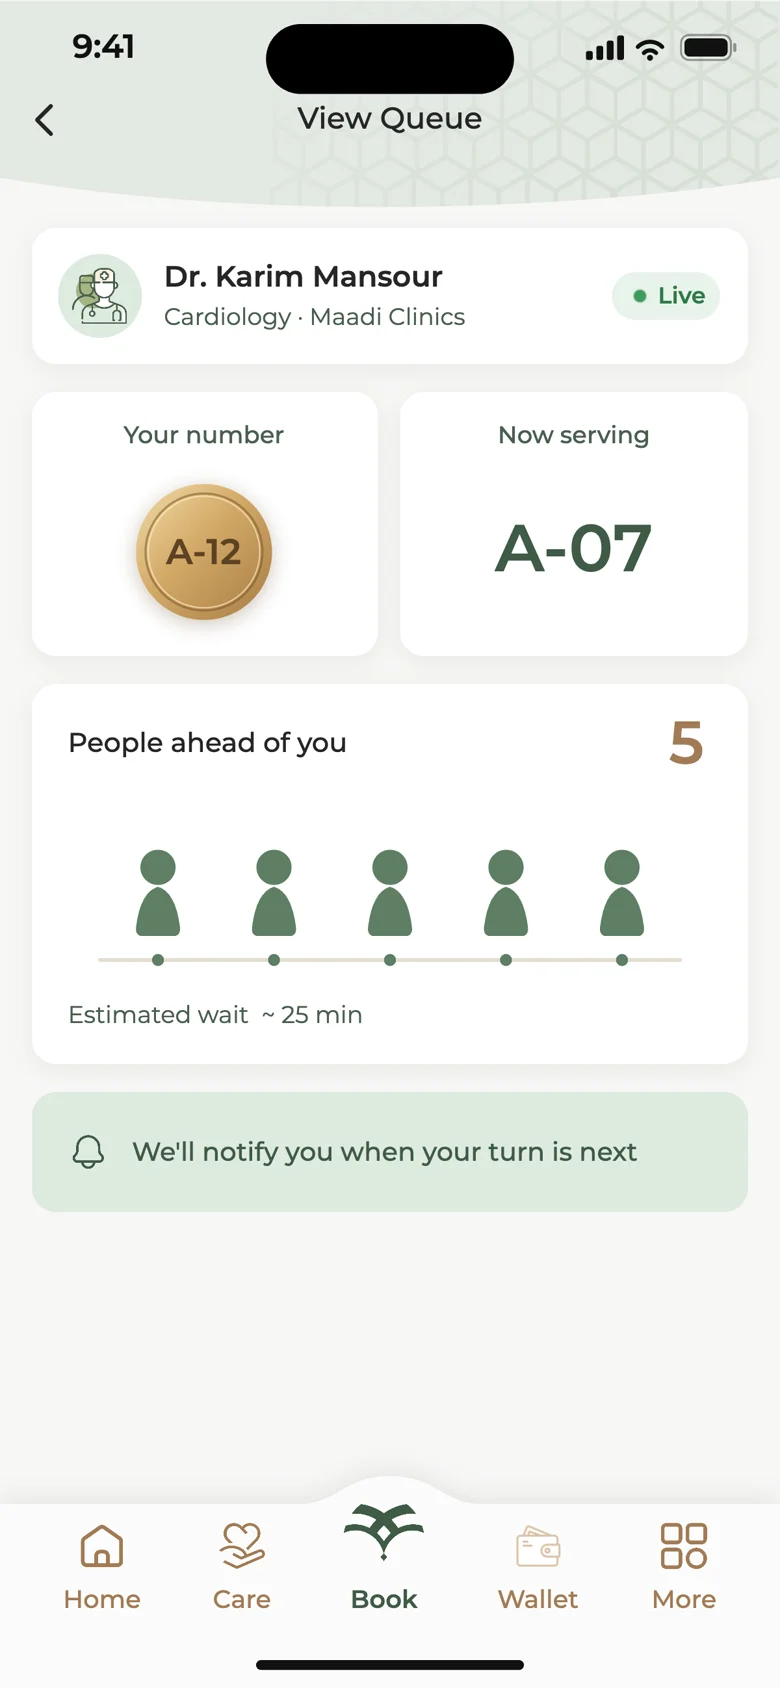 9:41
View Queue
Dr. Karim Mansour
Cardiology · Maadi Clinics
Live
Your number
A-12
Now serving
A-07
People ahead of you
5
Estimated wait ~ 25 min
We'll notify you when your turn is next
Home
Care
Book
Wallet
More